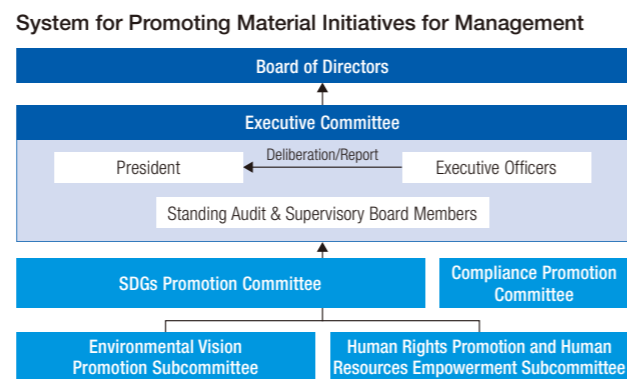 System for Promoting Material Initiatives for Management
Board of Directors
Executive Committee
Deliberation/Report
President
Executive Officers
Standing Audit & Supervisory Board Members
SDGs Promotion Committee
Compliance Promotion
Committee
Environmental Vision
Promotion Subcommittee
Human Rights Promotion and Human
Resources Empowerment Subcommittee